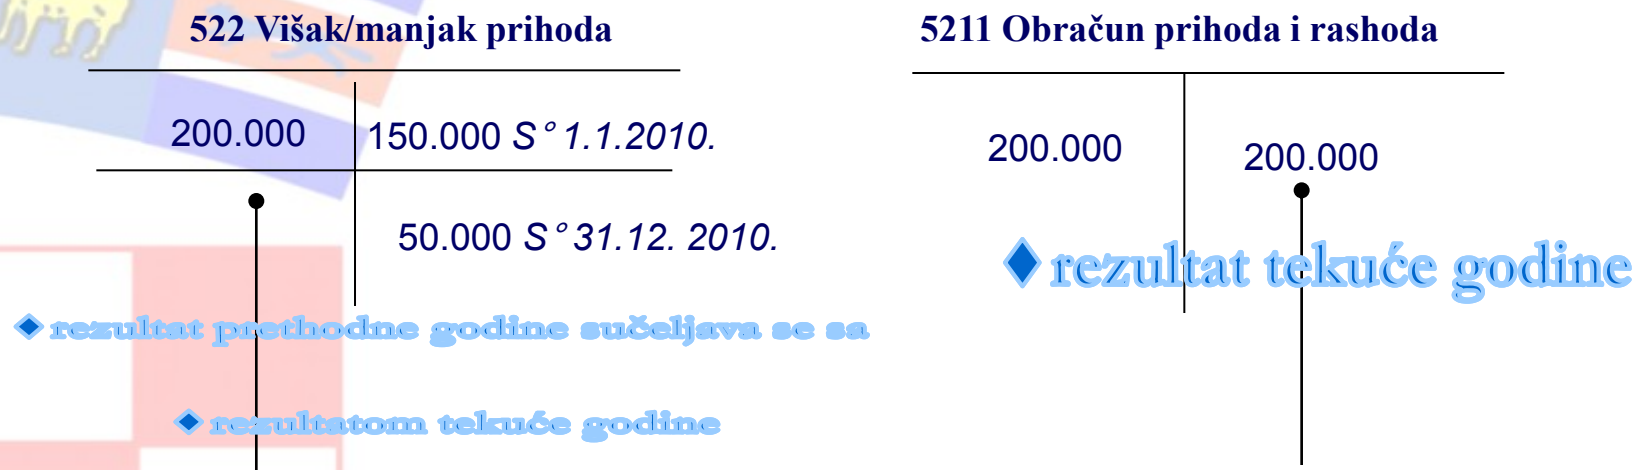 522 Višak/manjak prihoda
200.000 150.000 S° 1.1.2010.
50.000 S° 31.12. 2010.
rezultat prethodne godine sučeljava se sa
rezultatom tekuće godine
5211 Obračun prihoda i rashoda
200.000 200.000
rezultat tekuće godine